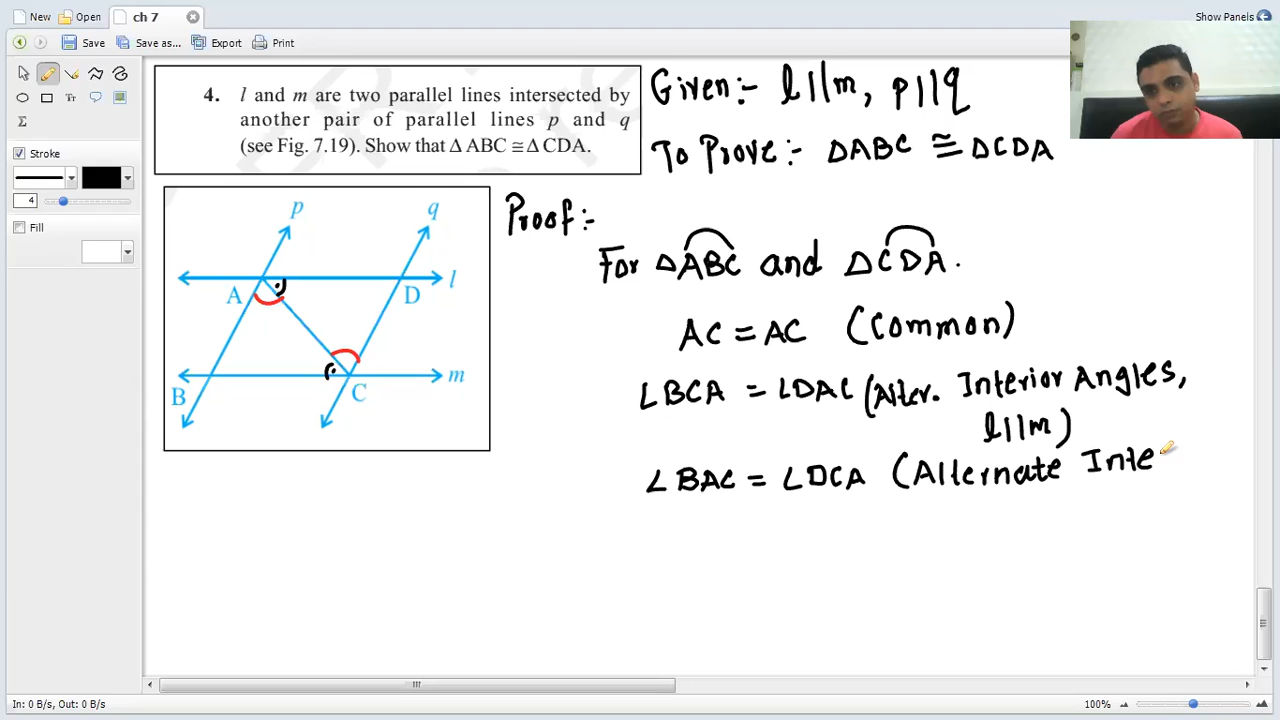 New Open ch 7 Show Panels
Save Save as... Export Print
Tr
Σ
Stroke
4
Fill
4. l and m are two parallel lines intersected by
another pair of parallel lines p and q
(see Fig. 7.19). Show that Δ ABC ≅ Δ CDA.
p q
A D l
B C m
Given:- l||m, p||q
To Prove:- ΔABC ≅ ΔCDA
Proof:-
For ΔABC and ΔCDA.
AC = AC (Common)
∠BCA = ∠DAC (Alter. Interior Angles,
l||m)
∠BAC = ∠DCA (Alternate Inte
In: 0 B/s, Out: 0 B/s 100%